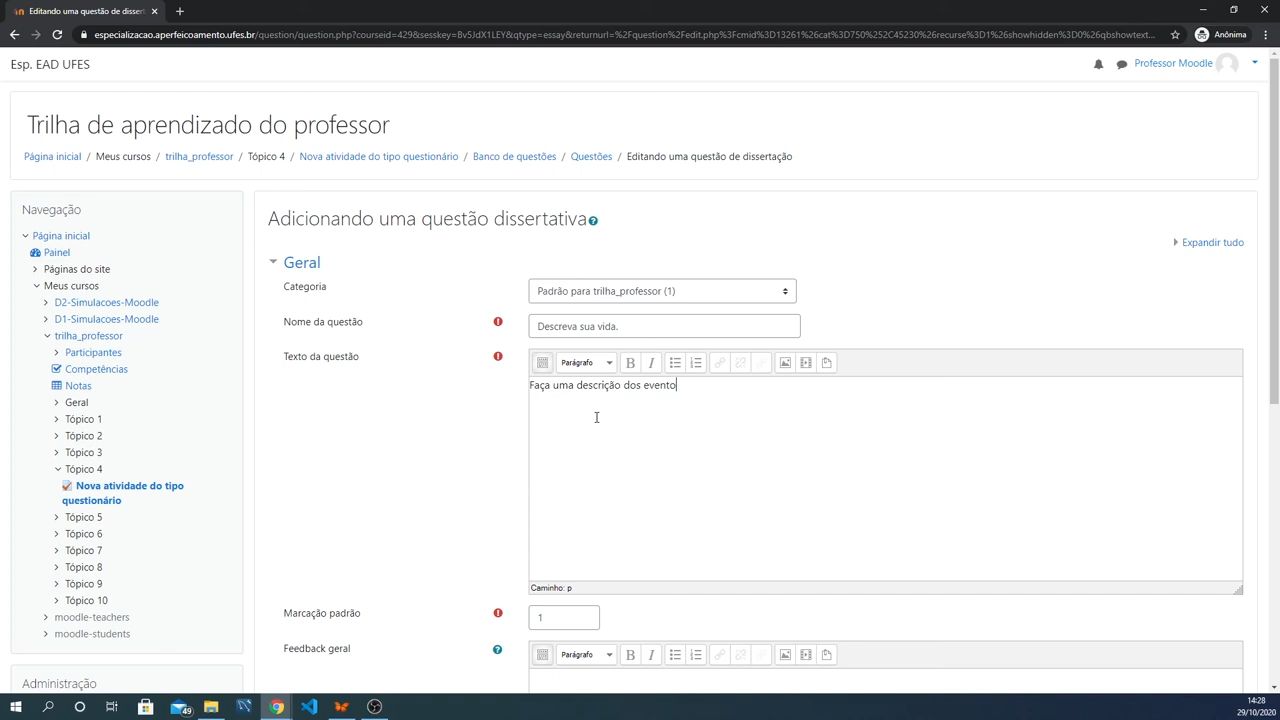 Editando uma questão de disserta
especializacao.aperfeicoamento.ufes.br/question/question.php?courseid=429&sesskey=Bv5JdX1LEY&qtype=essay&returnurl=%2Fquestion%2Fedit.php%3Fcmid%3D13261%26cat%3D750%252C45230%26recurse%3D1%26showhidden%3D0%26qbshowtext...
Anônima
Esp. EAD UFES
Professor Moodle
Trilha de aprendizado do professor
Página inicial / Meus cursos / trilha_professor / Tópico 4 / Nova atividade do tipo questionário / Banco de questões / Questões / Editando uma questão de dissertação
Navegação
Página inicial
Painel
Páginas do site
Meus cursos
D2-Simulacoes-Moodle
D1-Simulacoes-Moodle
trilha_professor
Participantes
Competências
Notas
Geral
Tópico 1
Tópico 2
Tópico 3
Tópico 4
Nova atividade do tipo
questionário
Tópico 5
Tópico 6
Tópico 7
Tópico 8
Tópico 9
Tópico 10
moodle-teachers
moodle-students
Administração
Adicionando uma questão dissertativa
Expandir tudo
Geral
Categoria
Padrão para trilha_professor (1)
Nome da questão
Descreva sua vida.
Texto da questão
Parágrafo
B I
Faça uma descrição dos evento
Caminho: p
Marcação padrão
1
Feedback geral
Parágrafo
B I
49
14:28
29/10/2020